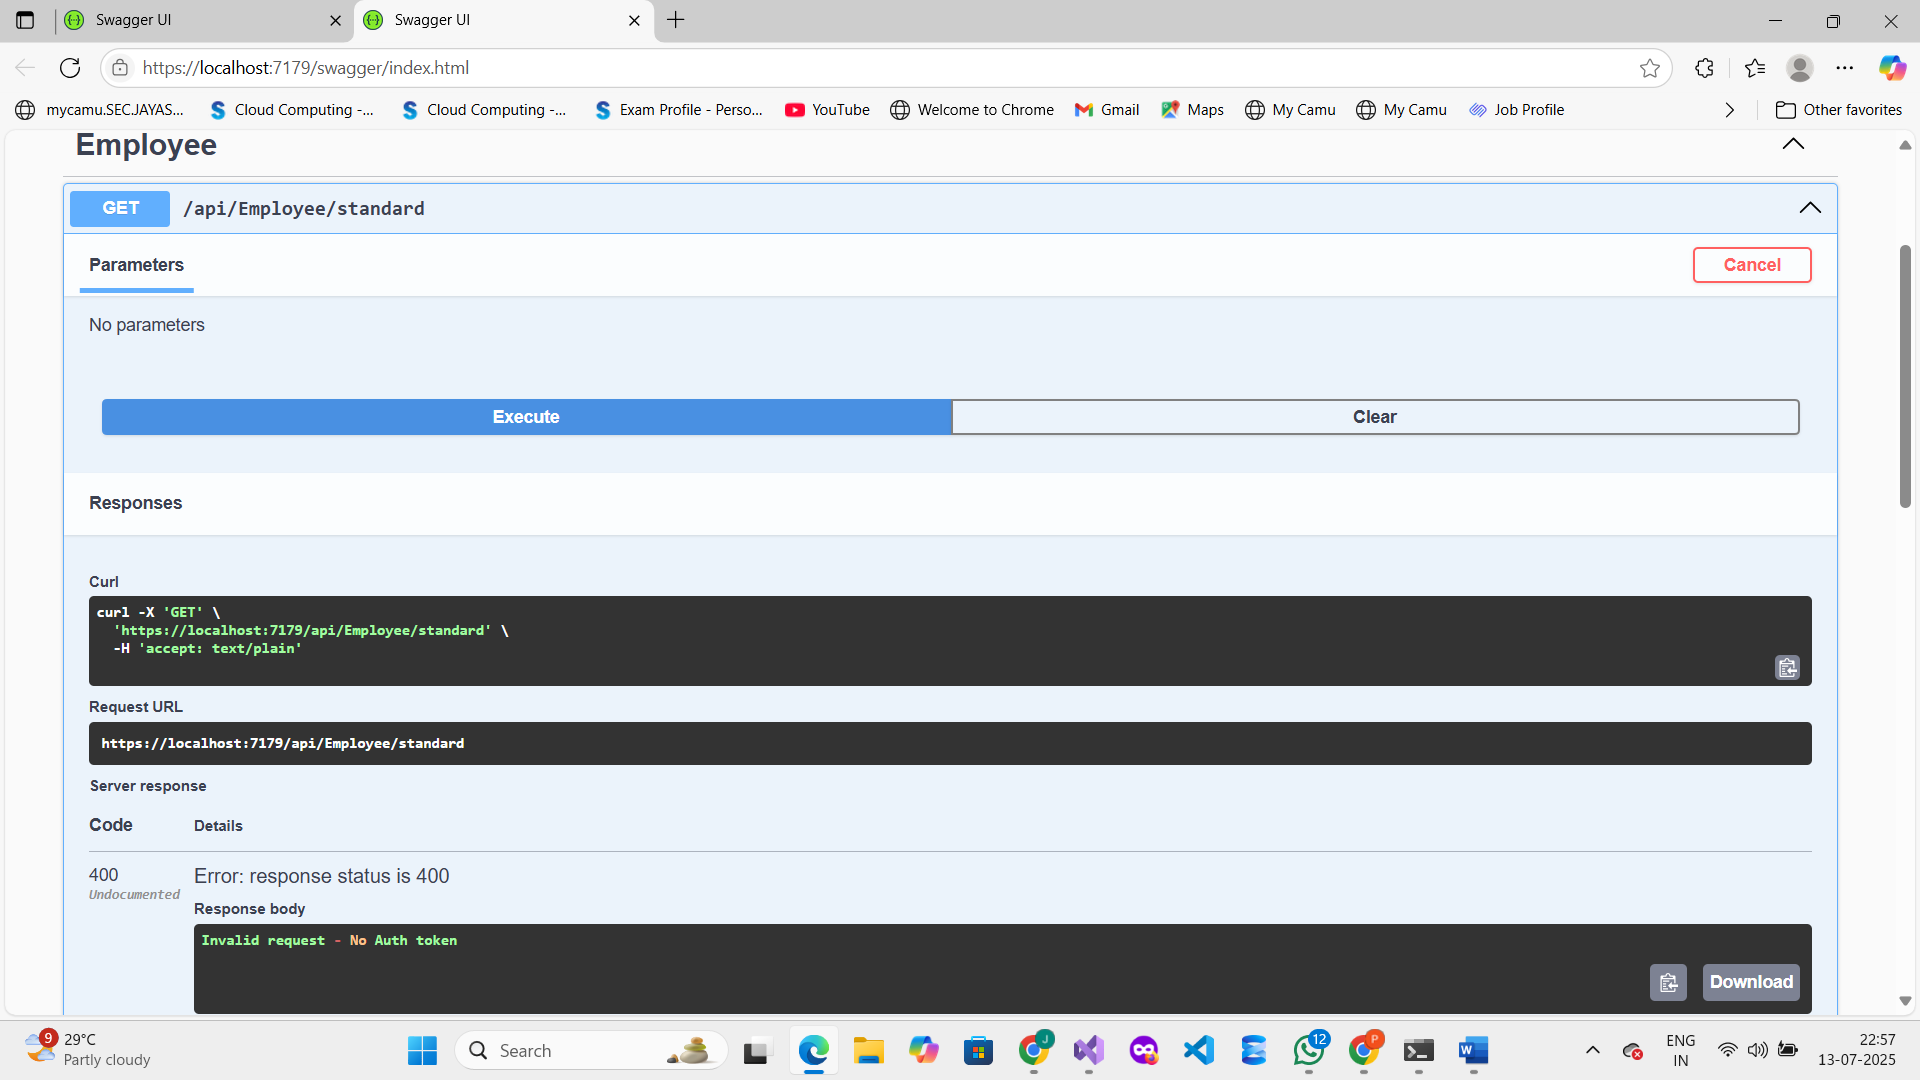 Swagger UI
Swagger UI
https://localhost:7179/swagger/index.html
mycamu.SEC.JAYAS...
Cloud Computing -...
Cloud Computing -...
Exam Profile - Perso...
YouTube
Welcome to Chrome
Gmail
Maps
My Camu
My Camu
Job Profile
Other favorites
Employee
GET /api/Employee/standard
Parameters
Cancel
No parameters
Execute
Clear
Responses
Curl
curl -X 'GET' \
'https://localhost:7179/api/Employee/standard' \
-H 'accept: text/plain'
Request URL
https://localhost:7179/api/Employee/standard
Server response
Code Details
400 Error: response status is 400
Undocumented
Response body
Invalid request - No Auth token
Download
9
29°C
Partly cloudy
Search
J
12
P
W
ENG
IN
22:57
13-07-2025